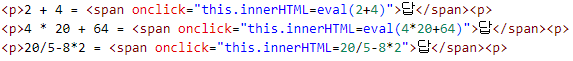 <p>2 + 4 = <span onclick="this.innerHTML=eval(2+4)">답</span><p>
<p>4 * 20 + 64 = <span onclick="this.innerHTML=eval(4*20+64)">답</span><p>
<p>20/5-8*2 = <span onclick="this.innerHTML=20/5-8*2">답</span><p>